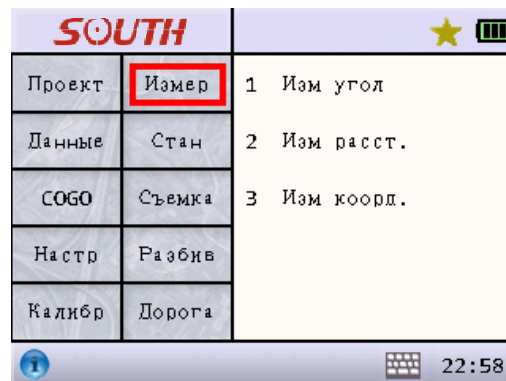 SOUTH
Проект Измер 1 Изм угол
Данные Стан 2 Изм расст.
COGO Съемка 3 Изм коорд.
Настр Разбив
Калибр Дорога
22:58